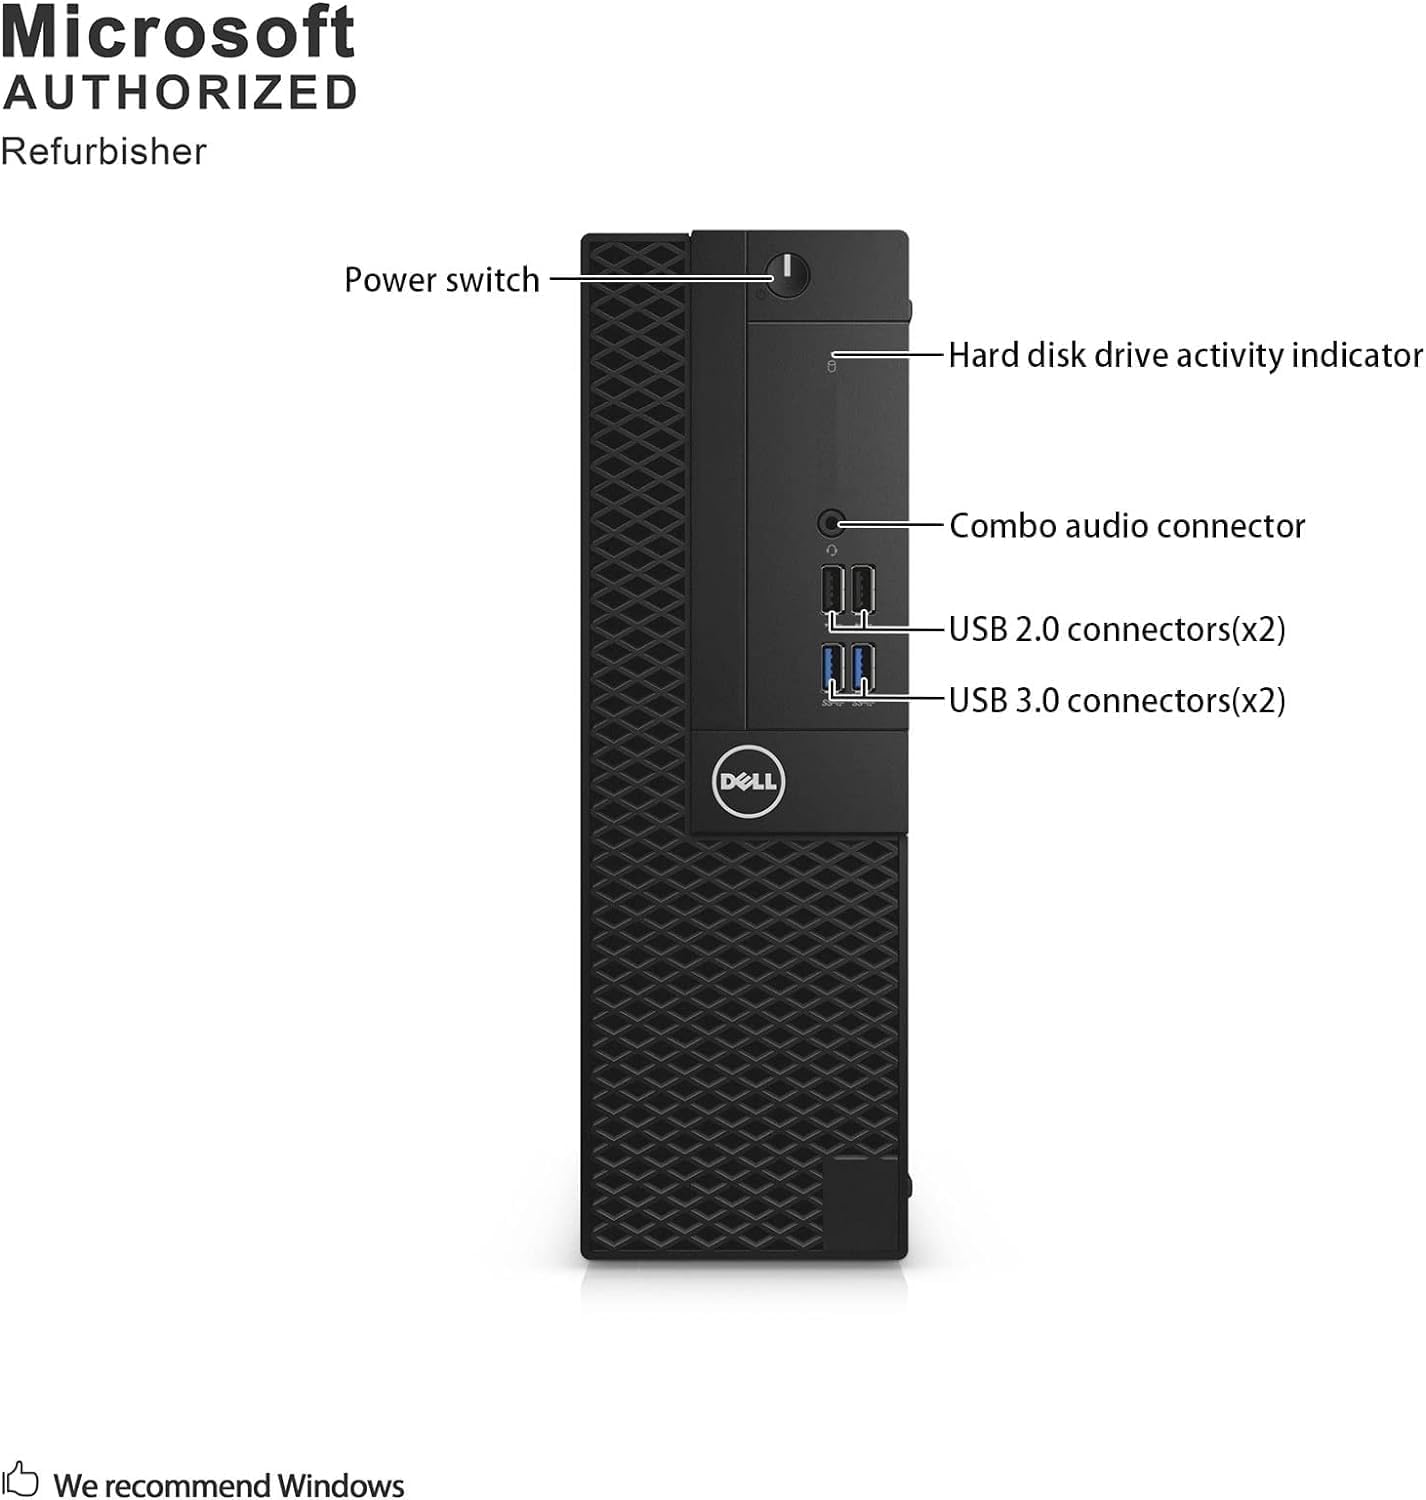 Microsoft
AUTHORIZED
Refurbisher
Power switch
Hard disk drive activity indicator
Combo audio connector
USB 2.0 connectors(x2)
USB 3.0 connectors(x2)
DELL
We recommend Windows